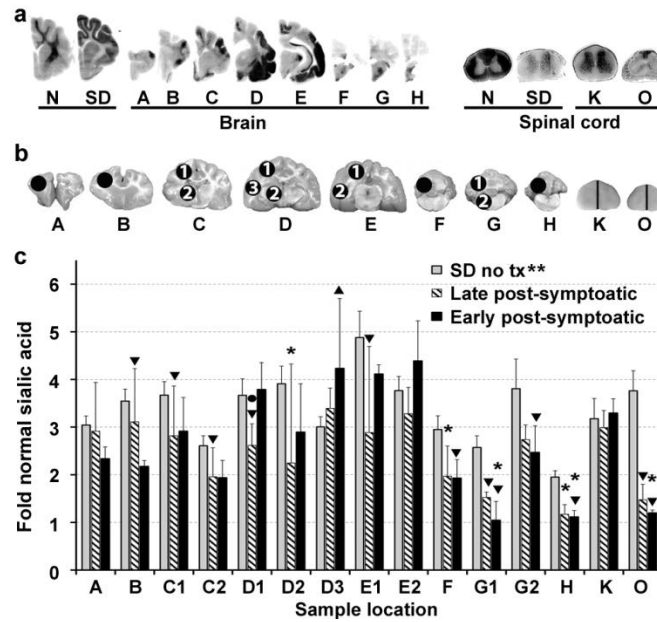 a
N SD A B C D E F G H N SD K O
Brain Spinal cord
b
1 1 1 1
2 3 2 2 2
A B C D E F G H K O
c
SD no tx**
Late post-symptoatic
Early post-symptoatic
Fold normal sialic acid
6
5
4
3
2
1
0
* * * * * *
A B C1 C2 D1 D2 D3 E1 E2 F G1 G2 H K O
Sample location